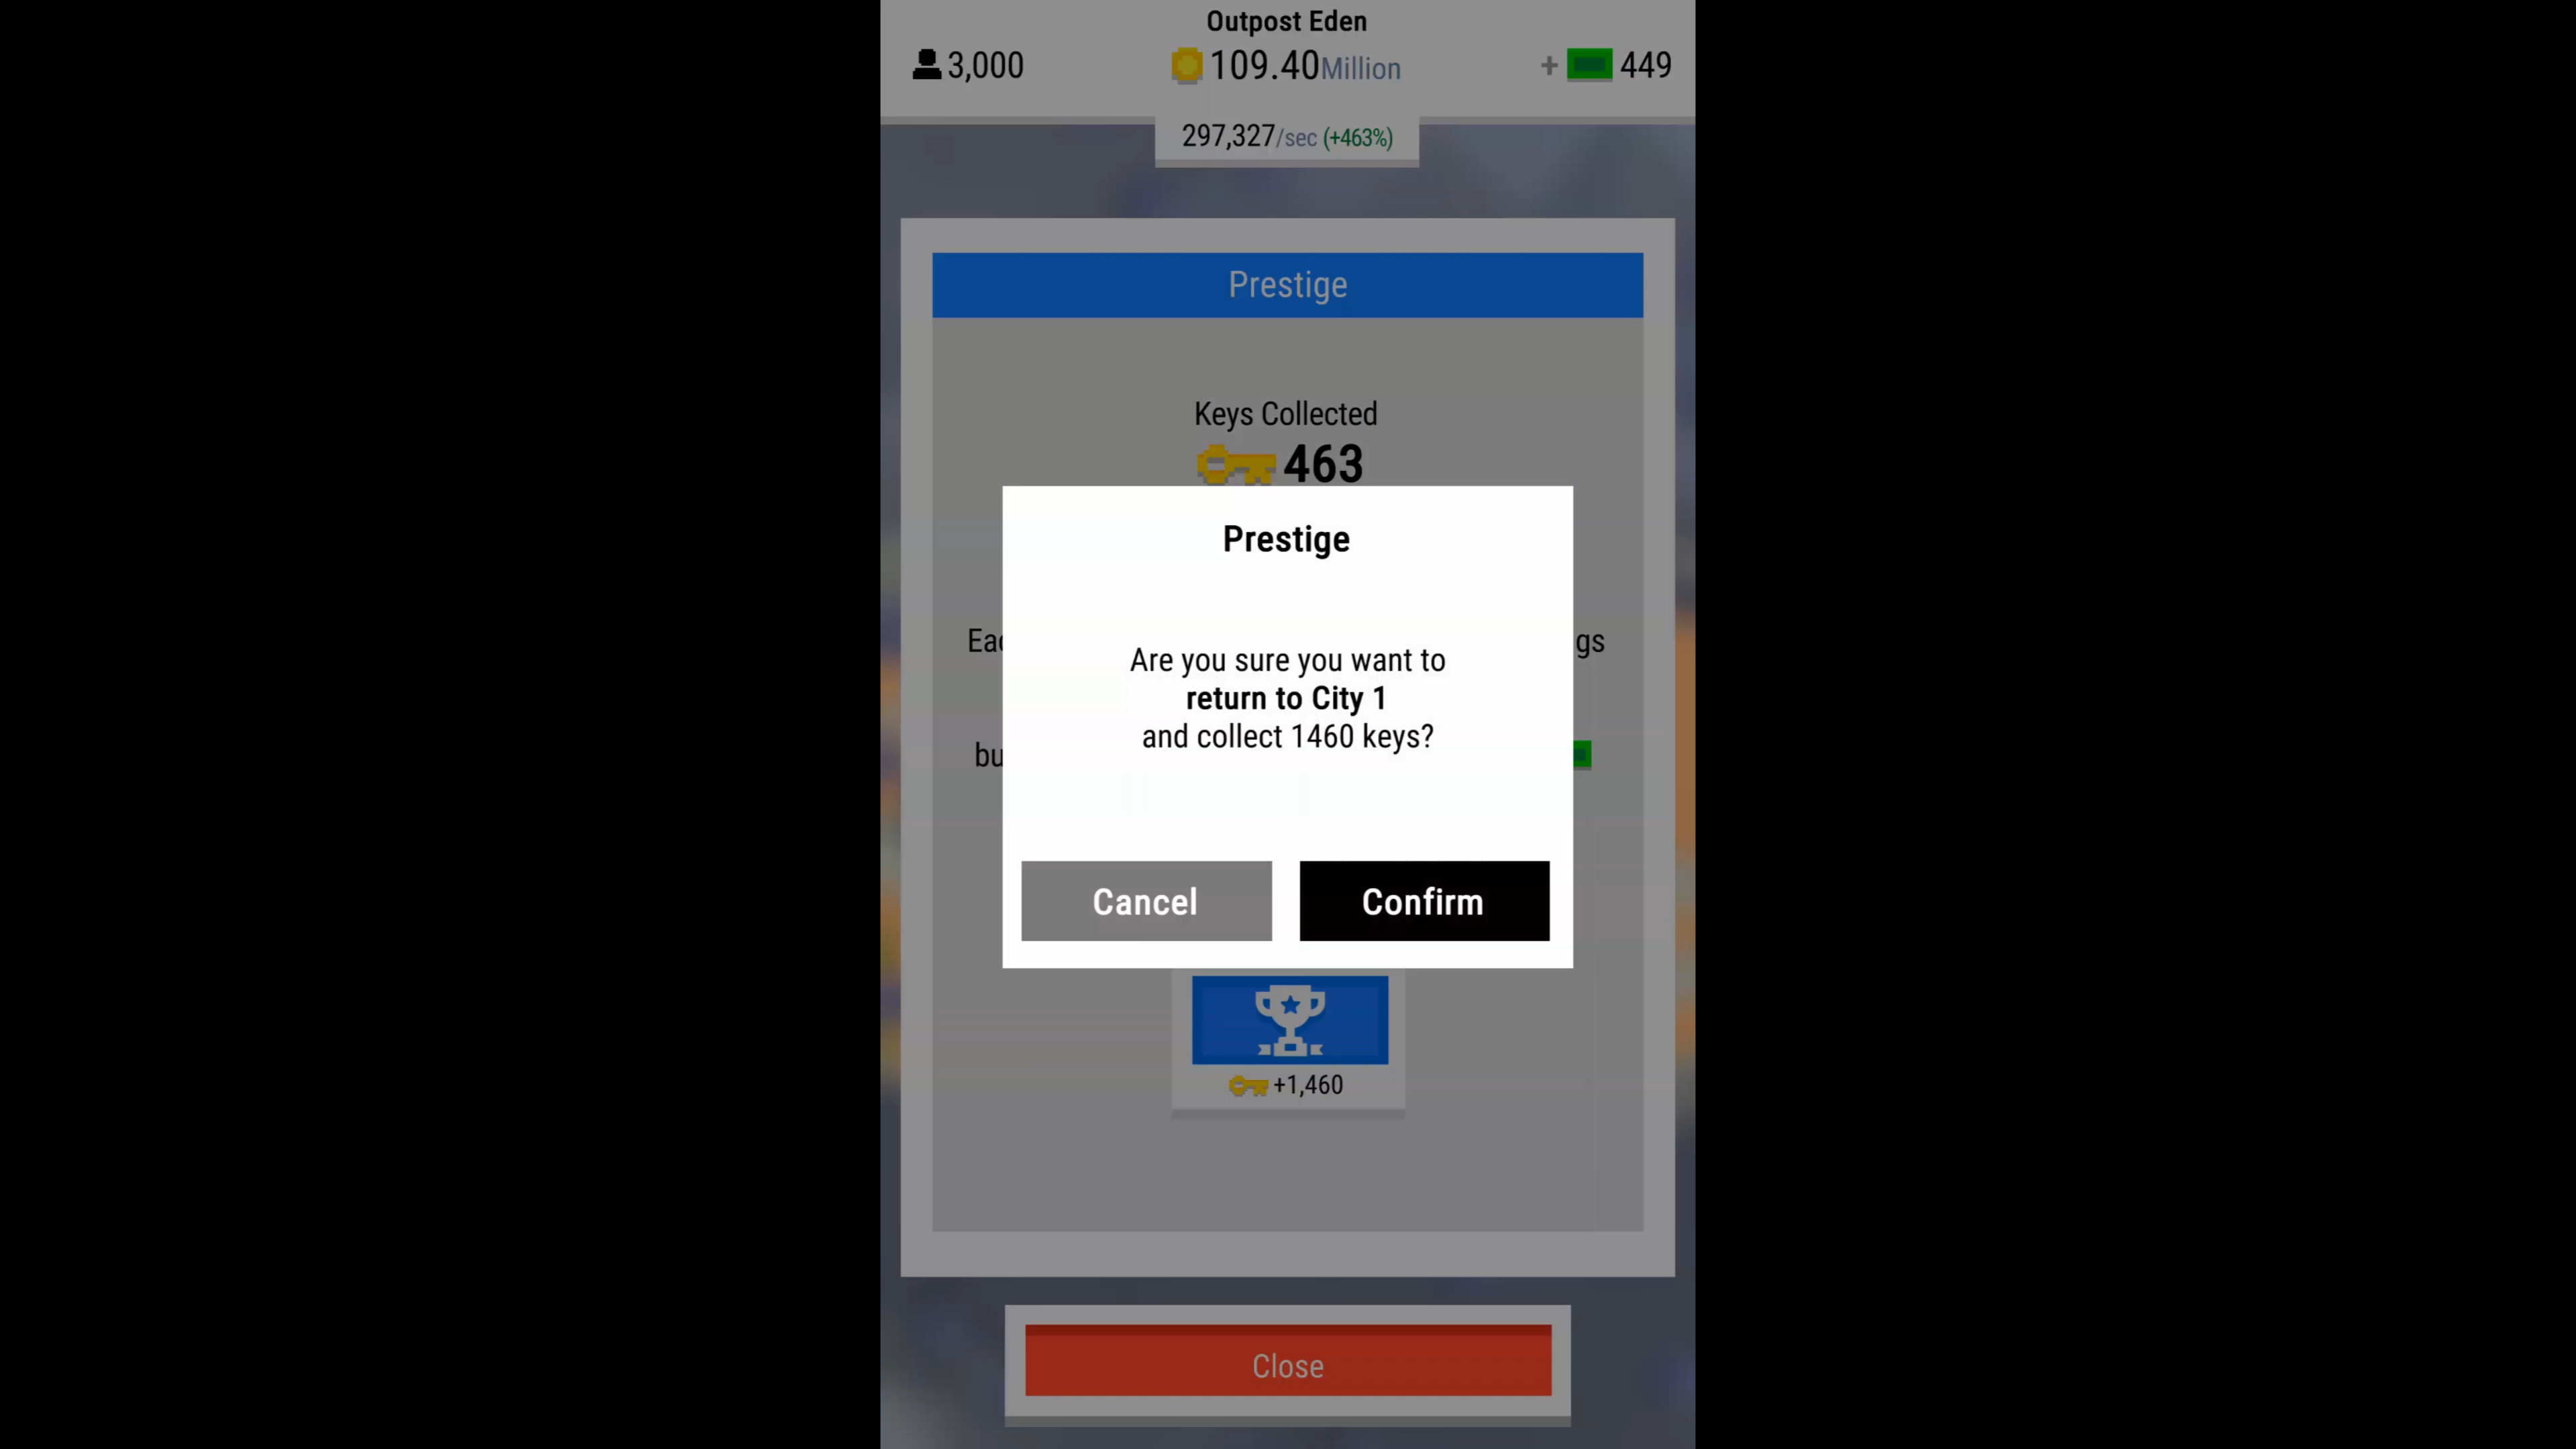 Outpost Eden
3,000
109.40Million
+ 449
297,327/sec (+463%)
Prestige
Keys Collected
463
Prestige
Are you sure you want to
return to City 1
and collect 1460 keys?
Cancel
Confirm
+1,460
Close